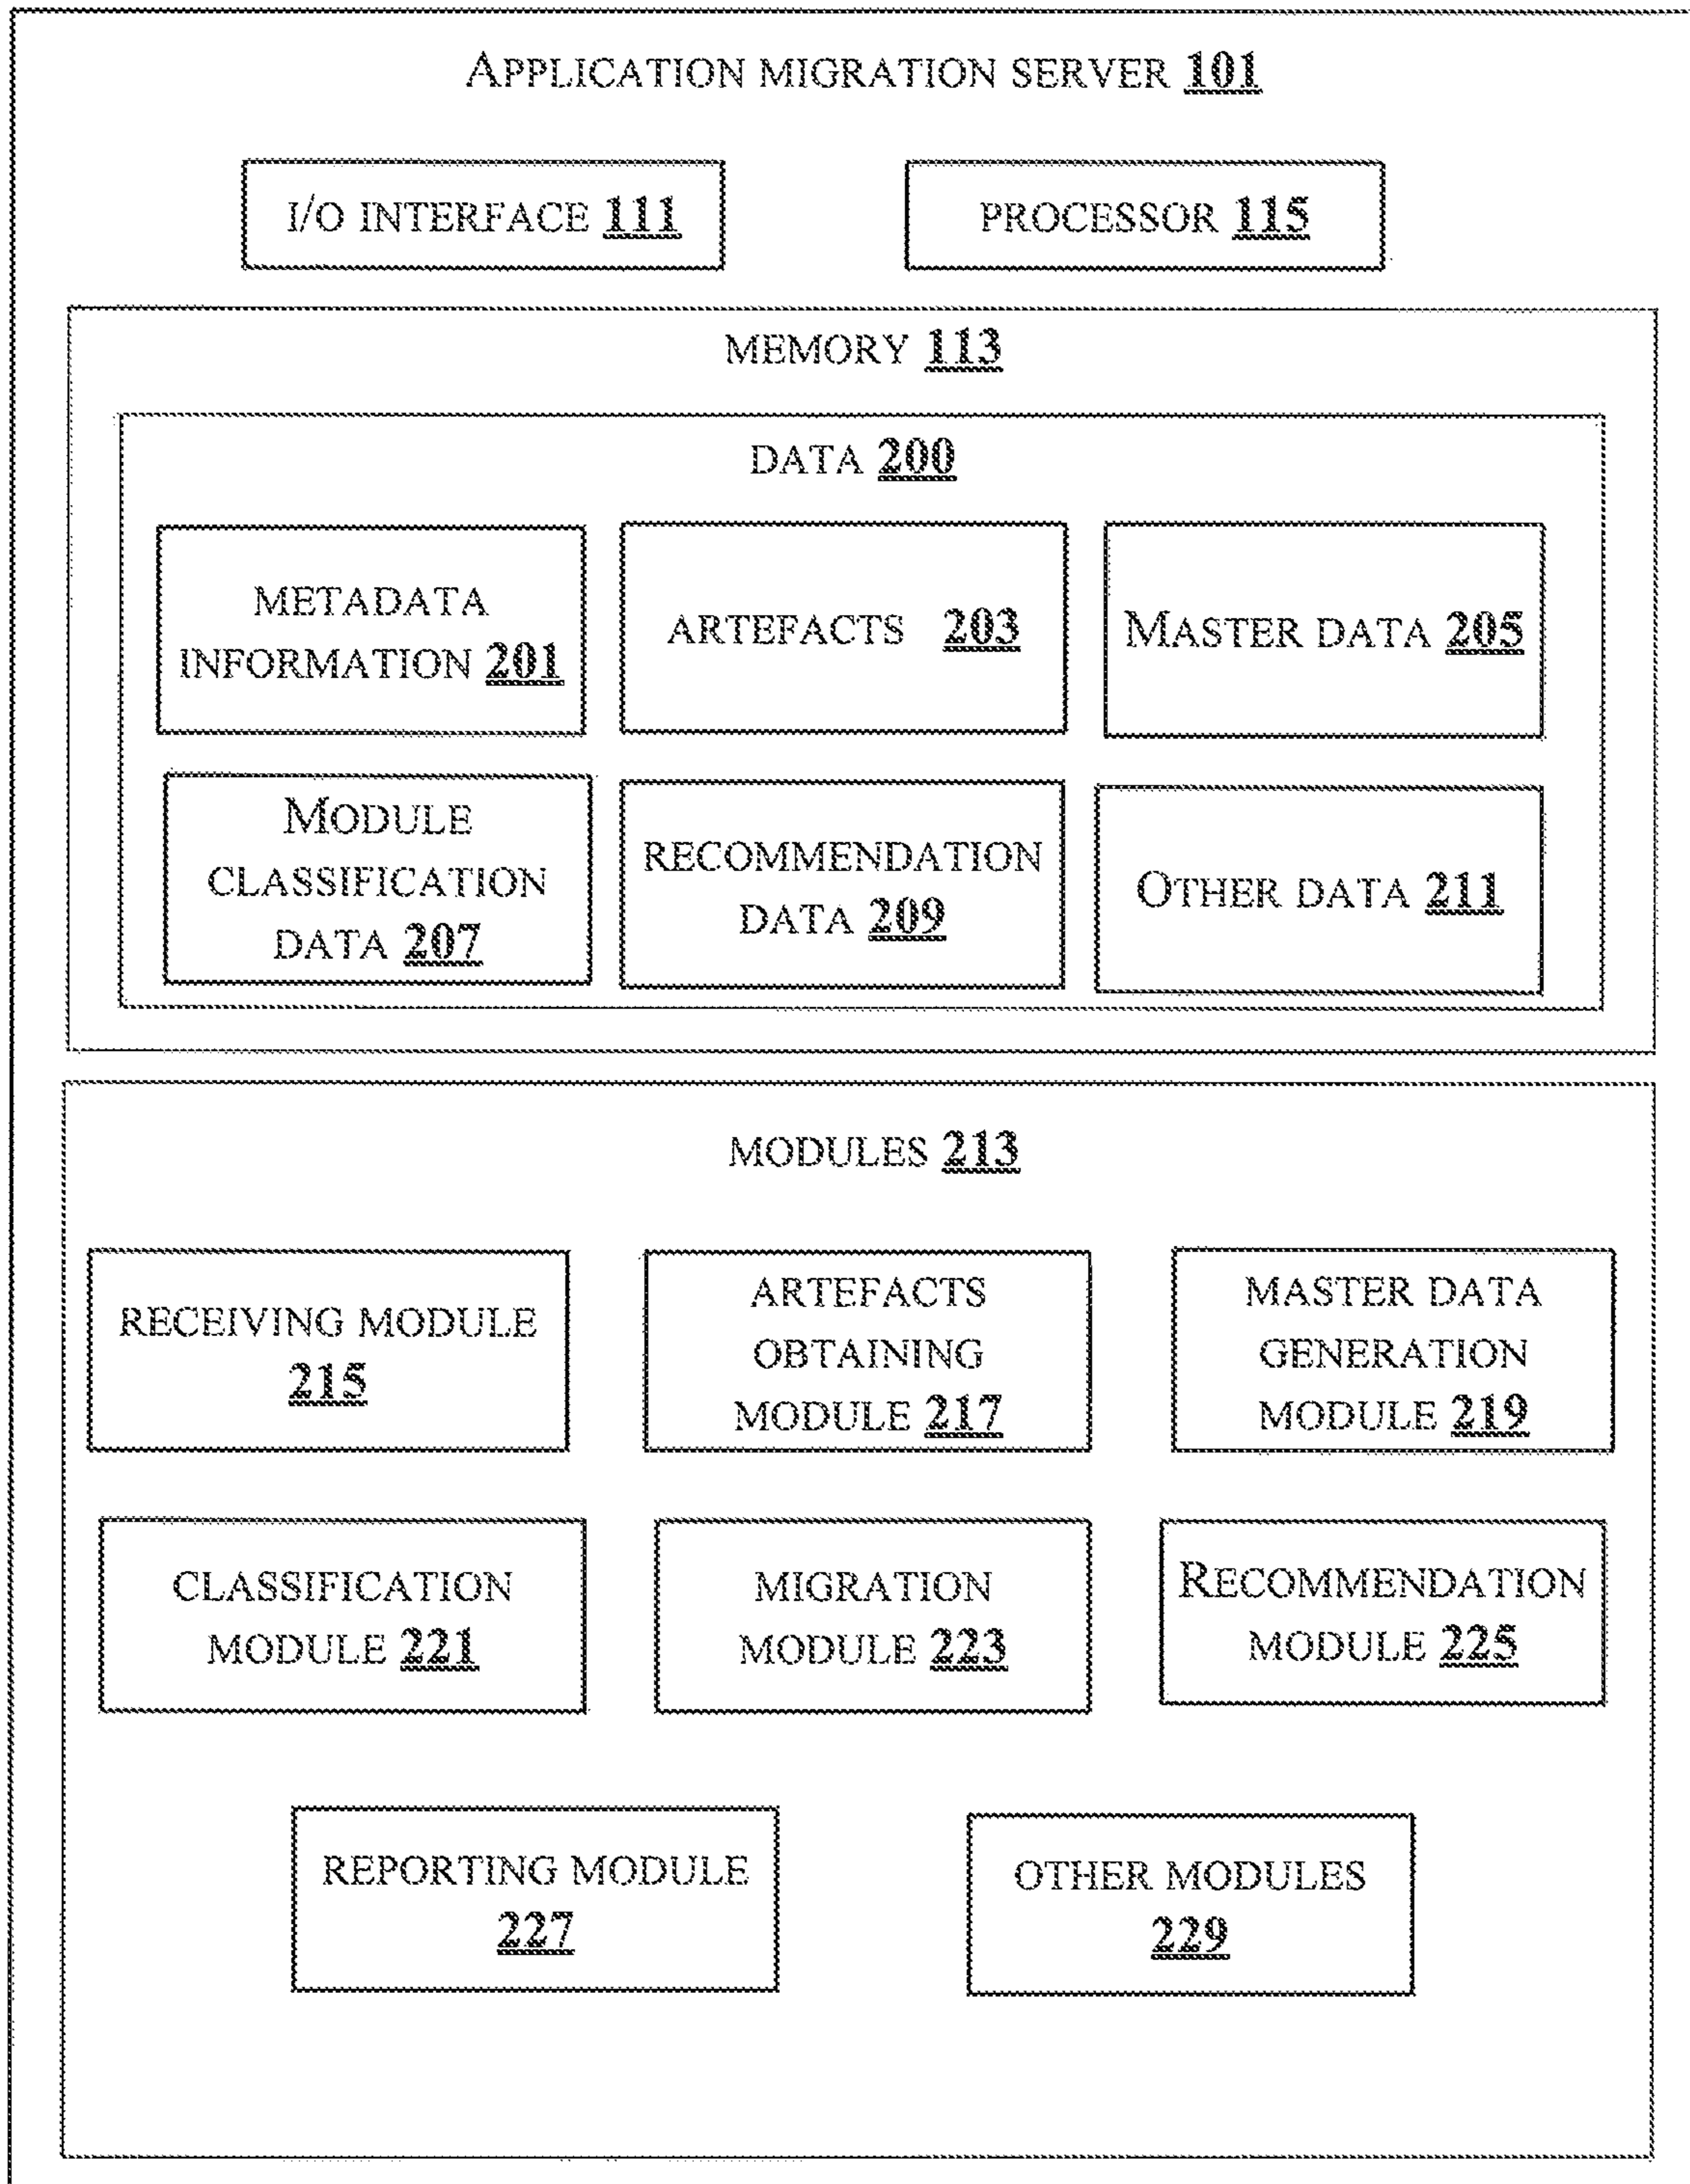 APPLICATION MIGRATION SERVER 101
I/O INTERFACE 111
PROCESSOR 115
MEMORY 113
DATA 200
METADATA
INFORMATION 201
ARTEFACTS 203
MASTER DATA 205
MODULE
CLASSIFICATION
DATA 207
RECOMMENDATION
DATA 209
OTHER DATA 211
MODULES 213
RECEIVING MODULE
215
ARTEFACTS
OBTAINING
MODULE 217
MASTER DATA
GENERATION
MODULE 219
CLASSIFICATION
MODULE 221
MIGRATION
MODULE 223
RECOMMENDATION
MODULE 225
REPORTING MODULE
227
OTHER MODULES
229